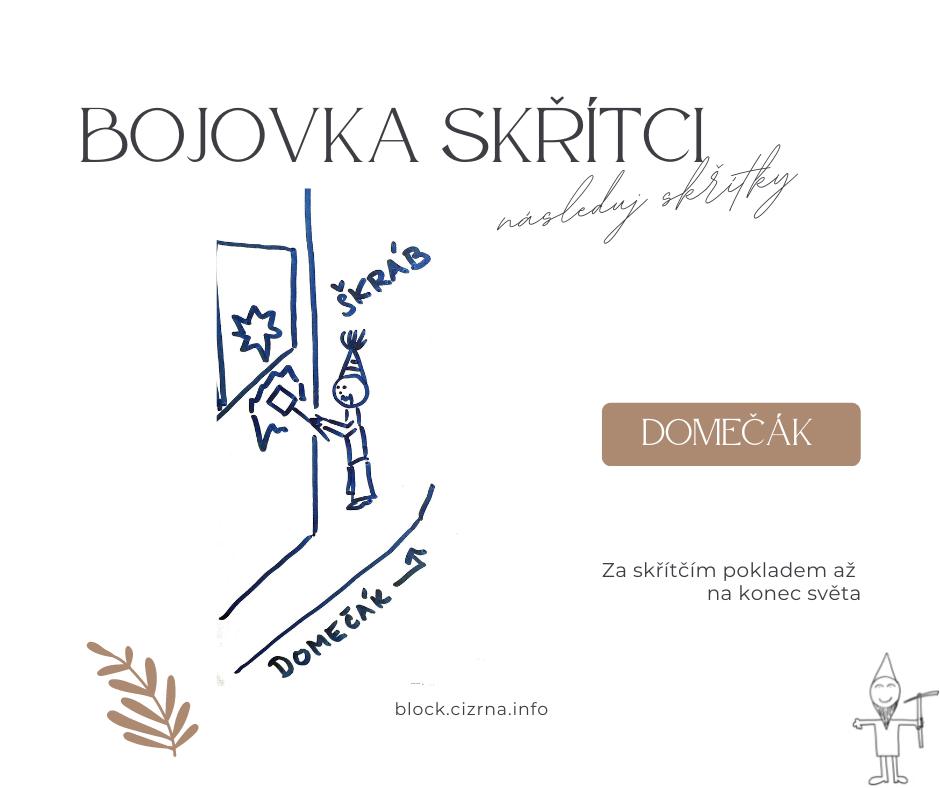 BOJOVKA SKŘÍTCI
následuj skřítky
ŠKRÁB
DOMEČÁK
Za skřítčím pokladem až
na konec světa
DOMEČÁK →
block.cizrna.info